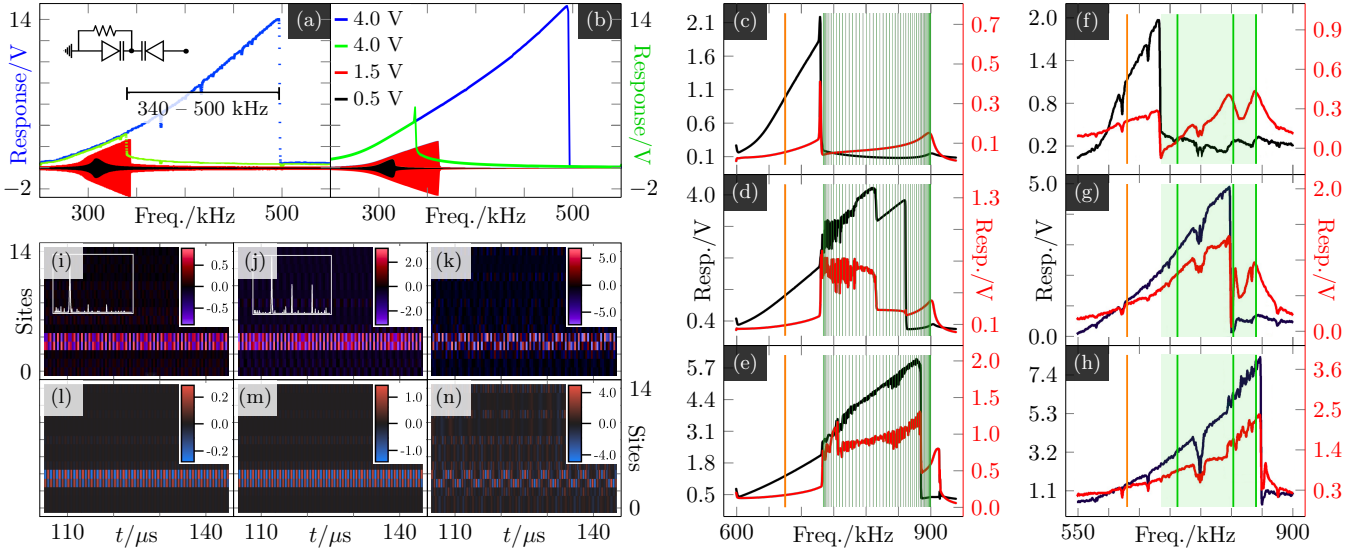 14
−2
Response/V
(a)
340 − 500 kHz
300
Freq./kHz
500
(b)
4.0 V
4.0 V
1.5 V
0.5 V
14
−2
Response/V
300
Freq./kHz
500
(c)
2.1
1.6
1.1
0.6
0.1
0.7
0.5
0.3
0.1
(d)
4.0
0.4
Resp./V
1.3
0.1
Resp./V
(e)
5.7
4.4
3.1
1.8
0.5
2.0
1.5
1.0
0.5
0.0
600
Freq./kHz
900
(f)
2.0
1.4
0.8
0.2
0.9
0.6
0.3
0.0
(g)
5.0
0.0
Resp./V
2.0
0.0
Resp./V
(h)
7.4
5.3
3.2
1.1
3.6
2.5
1.4
0.3
550
Freq./kHz
900
14
0
Sites
(i)
0.5
0.0
-0.5
(j)
2.0
0.0
-2.0
(k)
5.0
0.0
-5.0
(l)
0.2
0.0
-0.2
(m)
1.0
0.0
-1.0
(n)
4.0
0.0
-4.0
14
0
Sites
110
t/μs
140
110
t/μs
140
110
t/μs
140